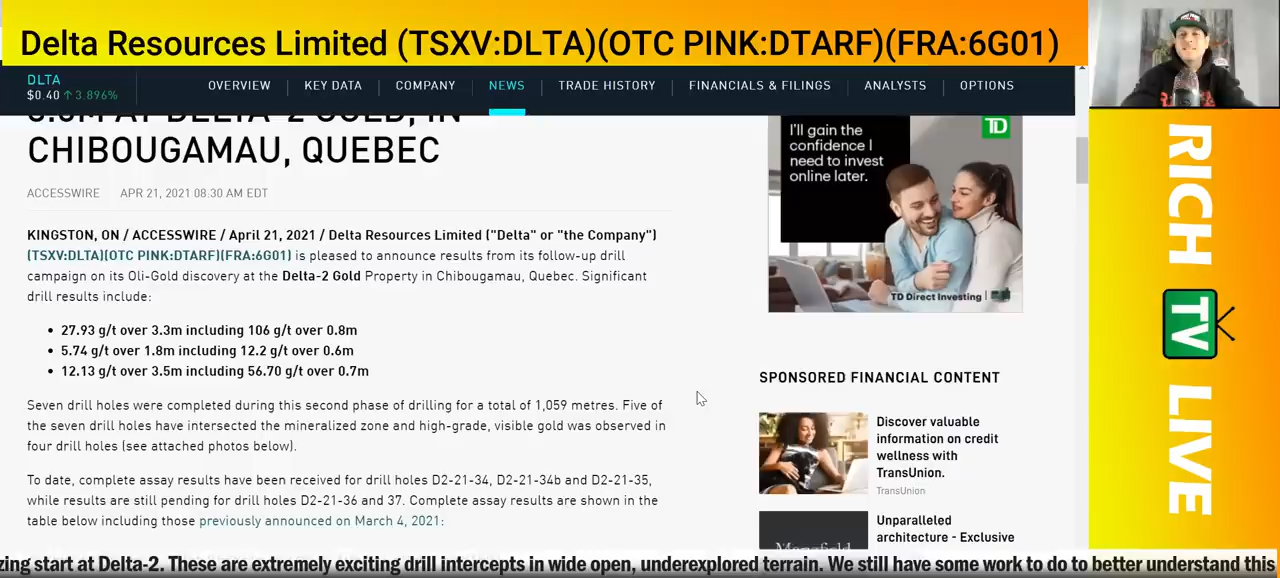 Delta Resources Limited (TSXV:DLTA)(OTC PINK:DTARF)(FRA:6G01)
DLTA
$0.40 ↑ 3.896%
OVERVIEW
KEY DATA
COMPANY
NEWS
TRADE HISTORY
FINANCIALS & FILINGS
ANALYSTS
OPTIONS
CHIBOUGAMAU, QUEBEC
ACCESSWIRE APR 21, 2021 08.30 AM EDT
KINGSTON, ON / ACCESSWIRE / April 21, 2021 / Delta Resources Limited ("Delta" or "the Company")
(TSXV:DLTA)(OTC PINK:DTARF)(FRA:6G01) is pleased to announce results from its follow-up drill
campaign on its Oli-Gold discovery at the Delta-2 Gold Property in Chibougamau, Quebec. Significant
drill results include:
• 27.93 g/t over 3.3m including 106 g/t over 0.8m
• 5.74 g/t over 1.8m including 12.2 g/t over 0.6m
• 12.13 g/t over 3.5m including 56.70 g/t over 0.7m
Seven drill holes were completed during this second phase of drilling for a total of 1,059 metres. Five of
the seven drill holes have intersected the mineralized zone and high-grade, visible gold was observed in
four drill holes (see attached photos below).
To date, complete assay results have been received for drill holes D2-21-34, D2-21-34b and D2-21-35,
while results are still pending for drill holes D2-21-36 and 37. Complete assay results are shown in the
table below including those previously announced on March 4, 2021:
I'll gain the
confidence I
need to invest
online later.
TD
TD Direct Investing
SPONSORED FINANCIAL CONTENT
Discover valuable
information on credit
wellness with
TransUnion.
TransUnion
Unparalleled
architecture - Exclusive
RICH
TV
LIVE
zing start at Delta-2. These are extremely exciting drill intercepts in wide open, underexplored terrain. We still have some work to do to better understand this